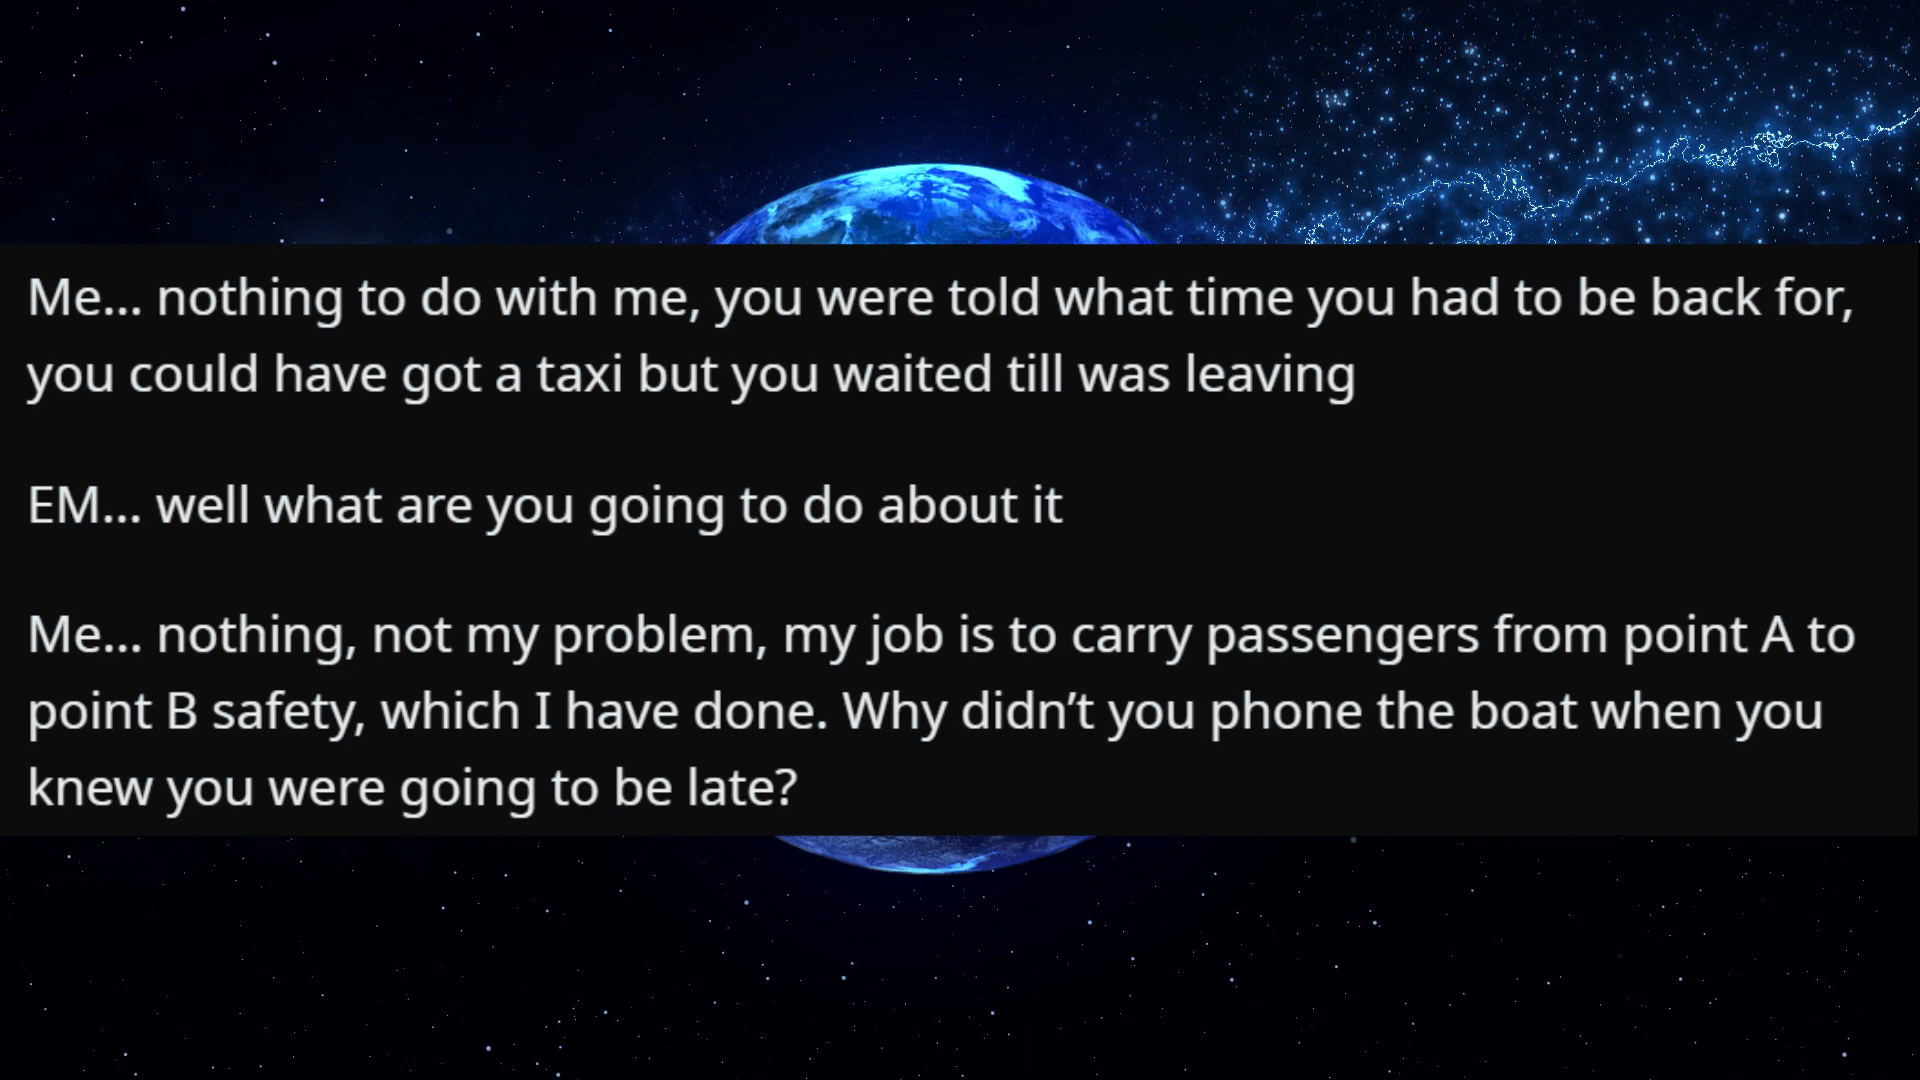 Me... nothing to do with me, you were told what time you had to be back for,
you could have got a taxi but you waited till was leaving
EM... well what are you going to do about it
Me... nothing, not my problem, my job is to carry passengers from point A to
point B safety, which I have done. Why didn’t you phone the boat when you
knew you were going to be late?